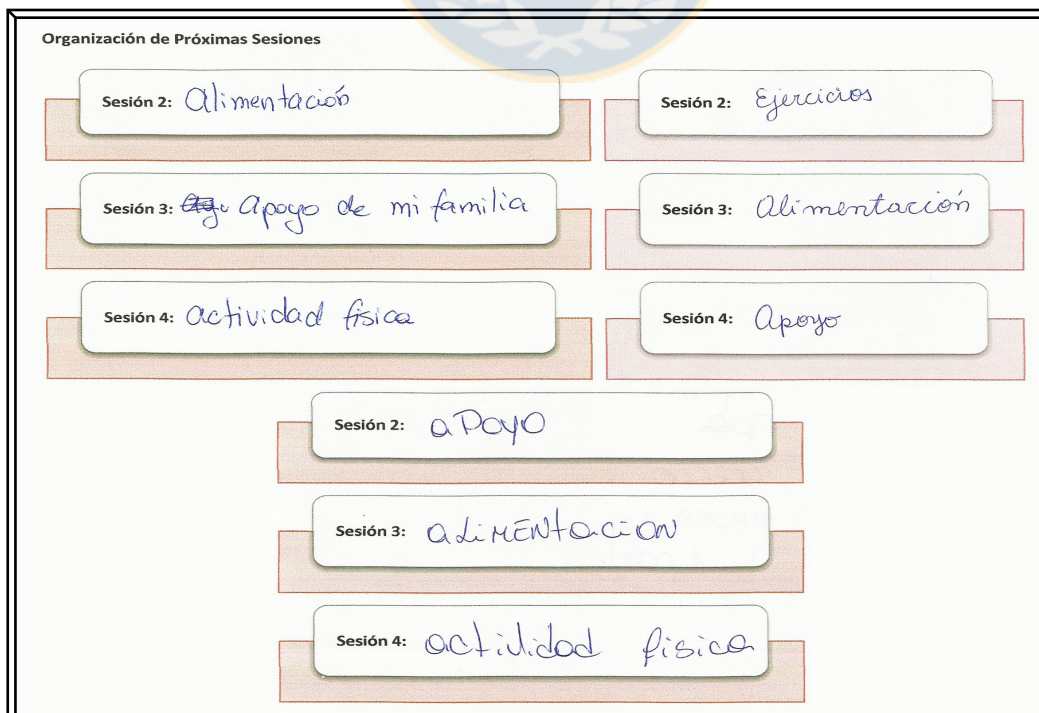 Organización de Próximas Sesiones
Sesión 2: Alimentación
Sesión 3: Apoyo de mi familia
Sesión 4: actividad física
Sesión 2: Ejercicios
Sesión 3: Alimentación
Sesión 4: Apoyo
Sesión 2: aPoyo
Sesión 3: aLiMENtaciON
Sesión 4: actividad fisica